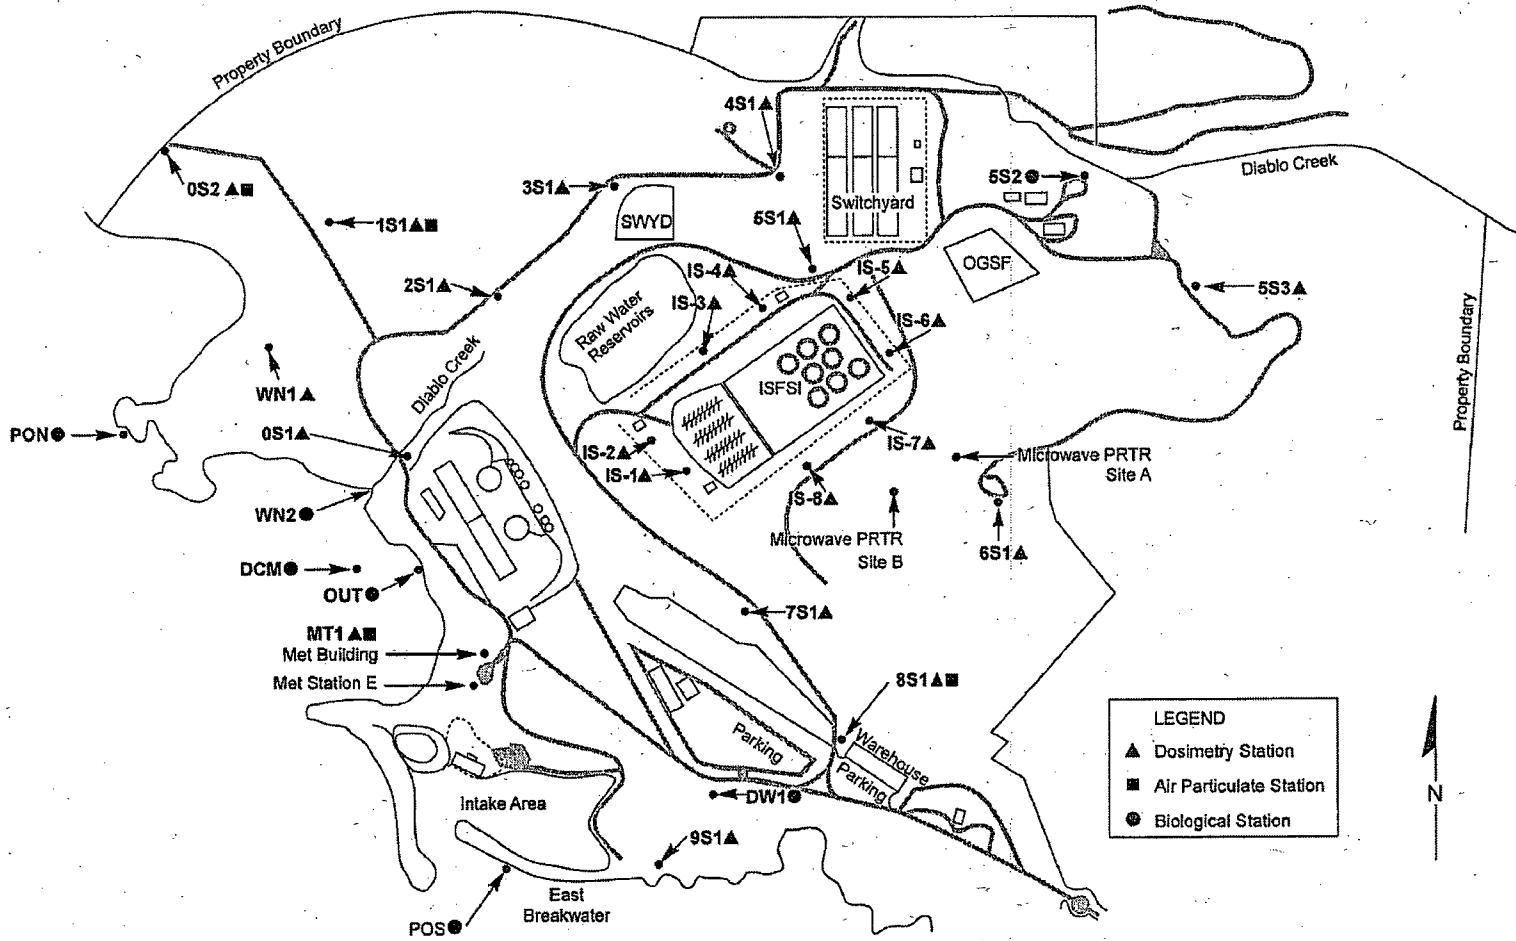 Property Boundary
4S1▲
Diablo Creek
0S2▲■
3S1▲
5S2●
1S1▲■
SWYD
Switchyard
5S1▲
OGSF
2S1▲
IS-4▲
IS-5▲
5S3▲
IS-3▲
Raw Water
Reservoirs
IS-6▲
Property Boundary
Diablo Creek
ISFSI
WN1▲
PON●
0S1▲
IS-2▲
IS-7▲
IS-1▲
Microwave PRTR
Site A
IS-8▲
WN2●
Microwave PRTR
Site B
6S1▲
DCM●
OUT●
7S1▲
MT1▲■
Met Building
Met Station E
8S1▲■
Parking
Warehouse
Parking
LEGEND
▲ Dosimetry Station
■ Air Particulate Station
● Biological Station
N
Intake Area
DW1●
9S1▲
East
Breakwater
POS●